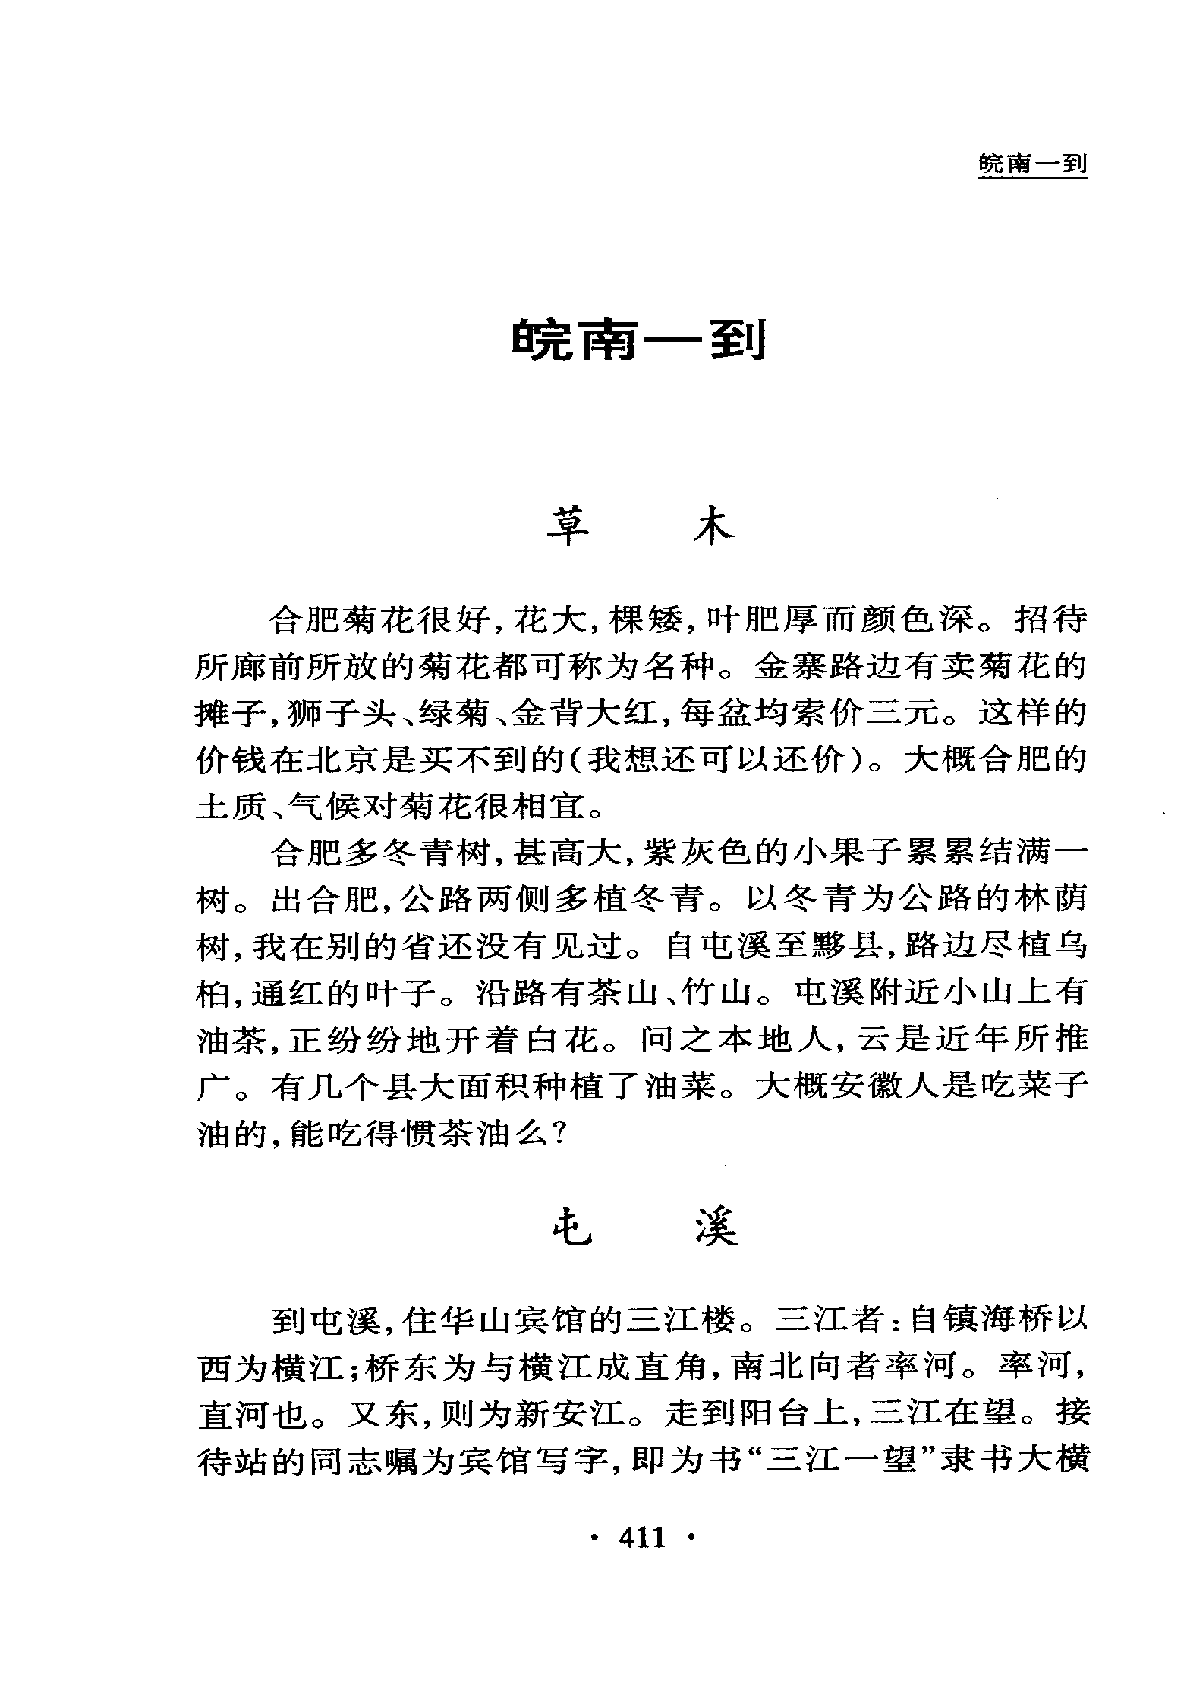 皖南一到
皖南一到
草 木
合肥菊花很好,花大,棵矮,叶肥厚而颜色深。招待
所廊前所放的菊花都可称为名种。金寨路边有卖菊花的
摊子,狮子头、绿菊、金背大红,每盆均索价三元。这样的
价钱在北京是买不到的(我想还可以还价)。大概合肥的
土质、气候对菊花很相宜。
合肥多冬青树,甚高大,紫灰色的小果子累累结满一
树。出合肥,公路两侧多植冬青。以冬青为公路的林荫
树,我在别的省还没有见过。自屯溪至黟县,路边尽植乌
桕,通红的叶子。沿路有茶山、竹山。屯溪附近小山上有
油茶,正纷纷地开着白花。问之本地人,云是近年所推
广。有几个县大面积种植了油菜。大概安徽人是吃菜子
油的,能吃得惯茶油么?
屯 溪
到屯溪,住华山宾馆的三江楼。三江者:自镇海桥以
西为横江;桥东为与横江成直角,南北向者率河。率河,
直河也。又东,则为新安江。走到阳台上,三江在望。接
待站的同志嘱为宾馆写字,即为书“三江一望”隶书大横
· 411 ·